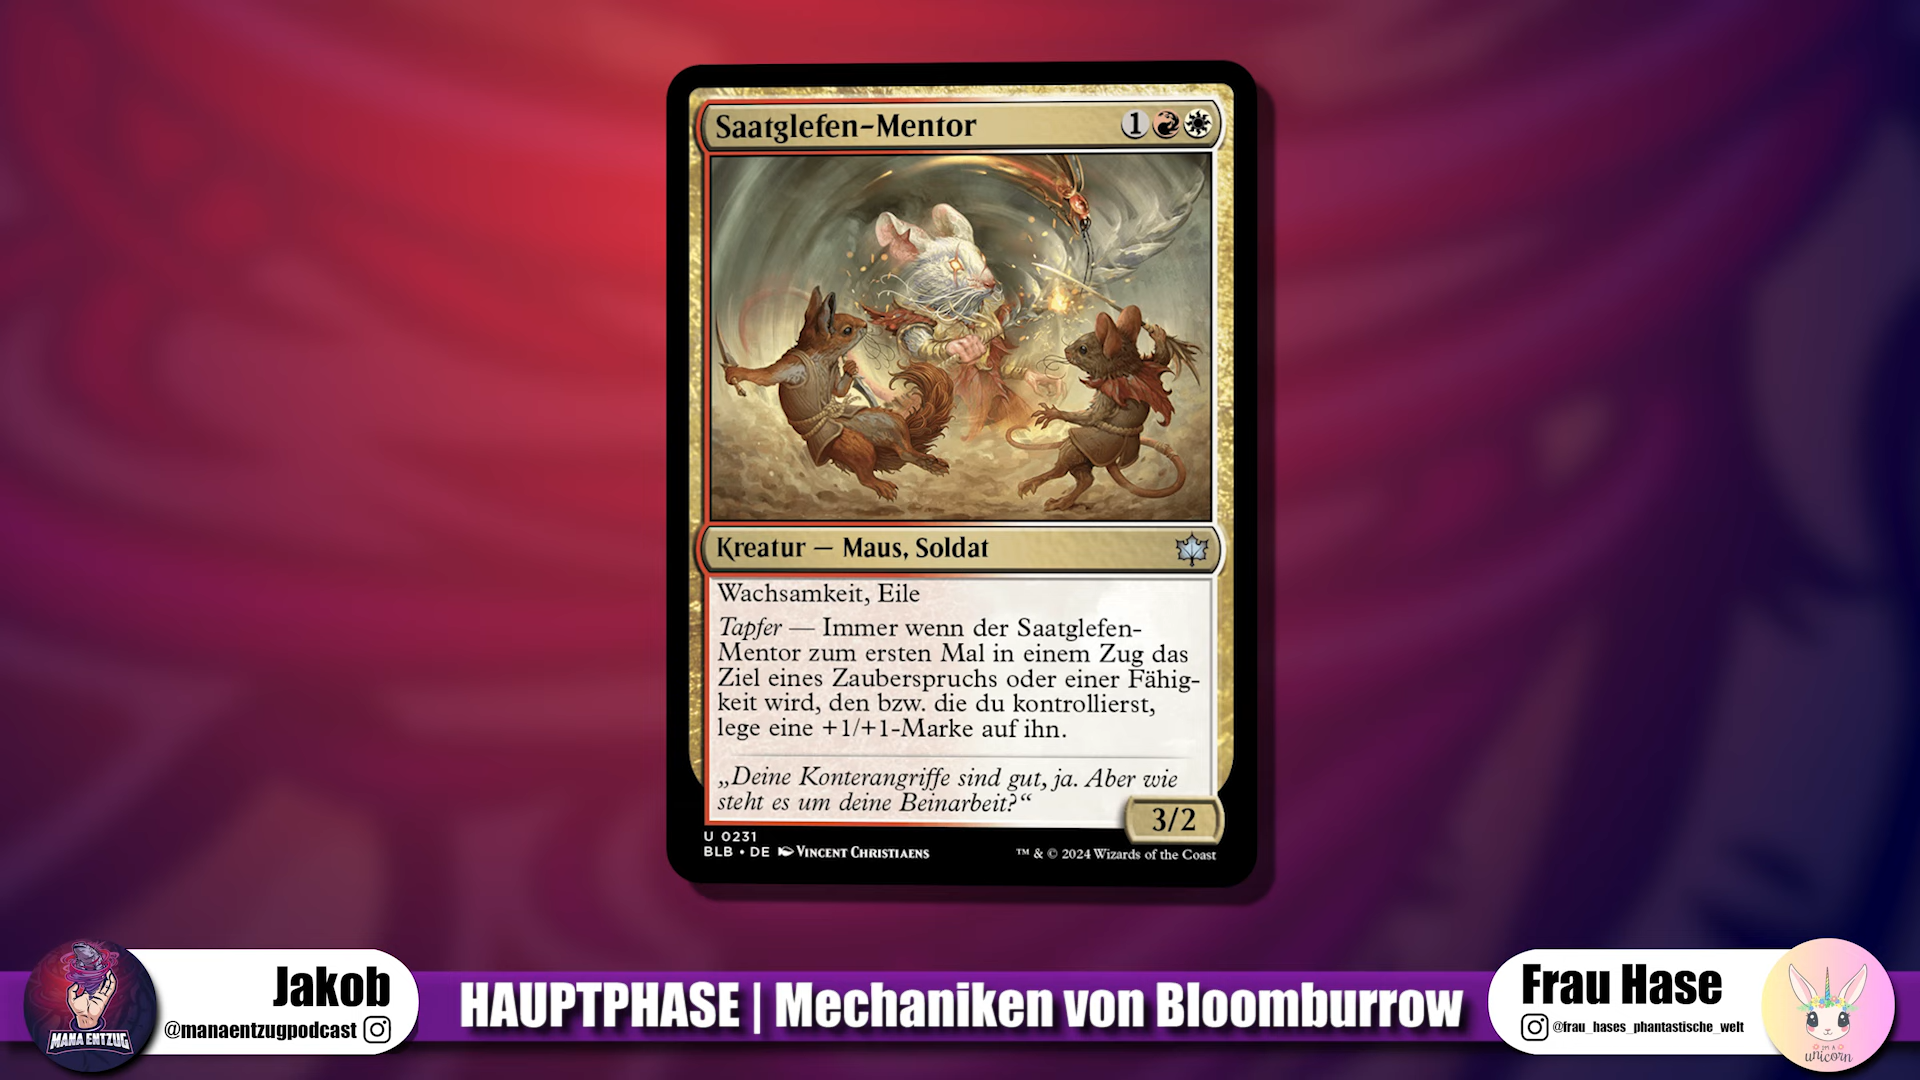 Saatglefen-Mentor
1
Kreatur — Maus, Soldat
Wachsamkeit, Eile
Tapfer — Immer wenn der Saatglefen-
Mentor zum ersten Mal in einem Zug das
Ziel eines Zauberspruchs oder einer Fähig-
keit wird, den bzw. die du kontrollierst,
lege eine +1/+1-Marke auf ihn.
„Deine Konterangriffe sind gut, ja. Aber wie
steht es um deine Beinarbeit?“
3/2
U 0231
BLB • DE Vincent Christiaens
™ & © 2024 Wizards of the Coast
MANA ENTZUG
Jakob
@manaentzugpodcast
HAUPTPHASE | Mechaniken von Bloomburrow
Frau Hase
@frau_hases_phantastische_welt
I'M A
unicorn